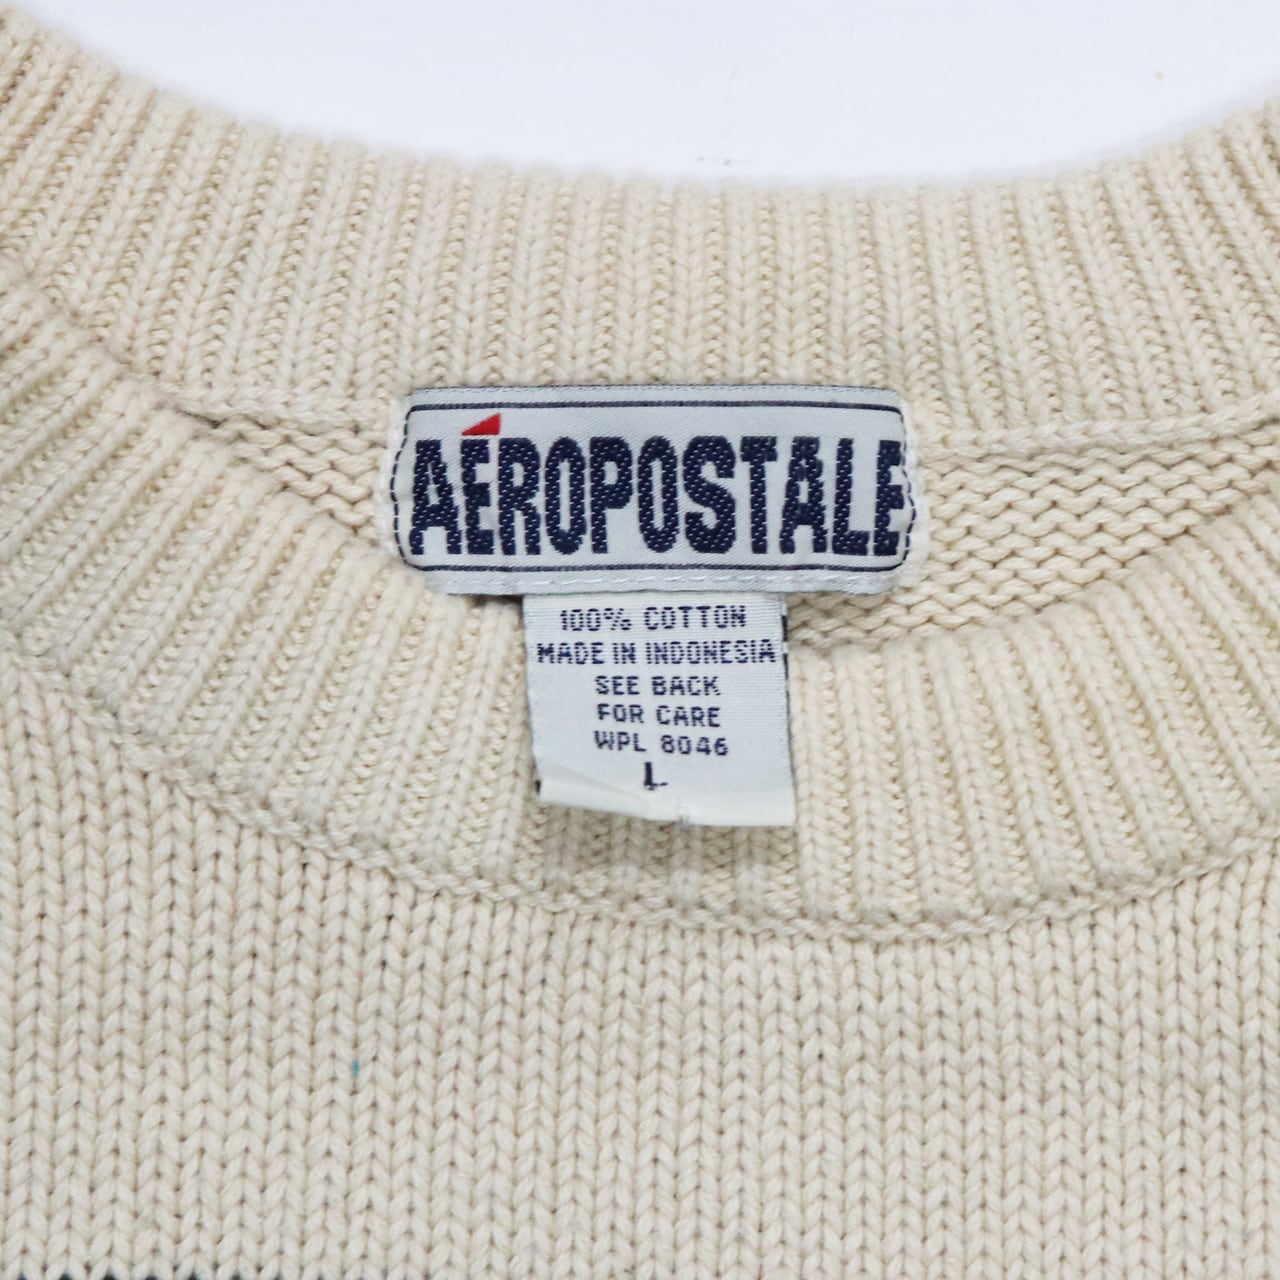 AÉROPOSTALE
100% COTTON
MADE IN INDONESIA
SEE BACK
FOR CARE
WPL 8046
L